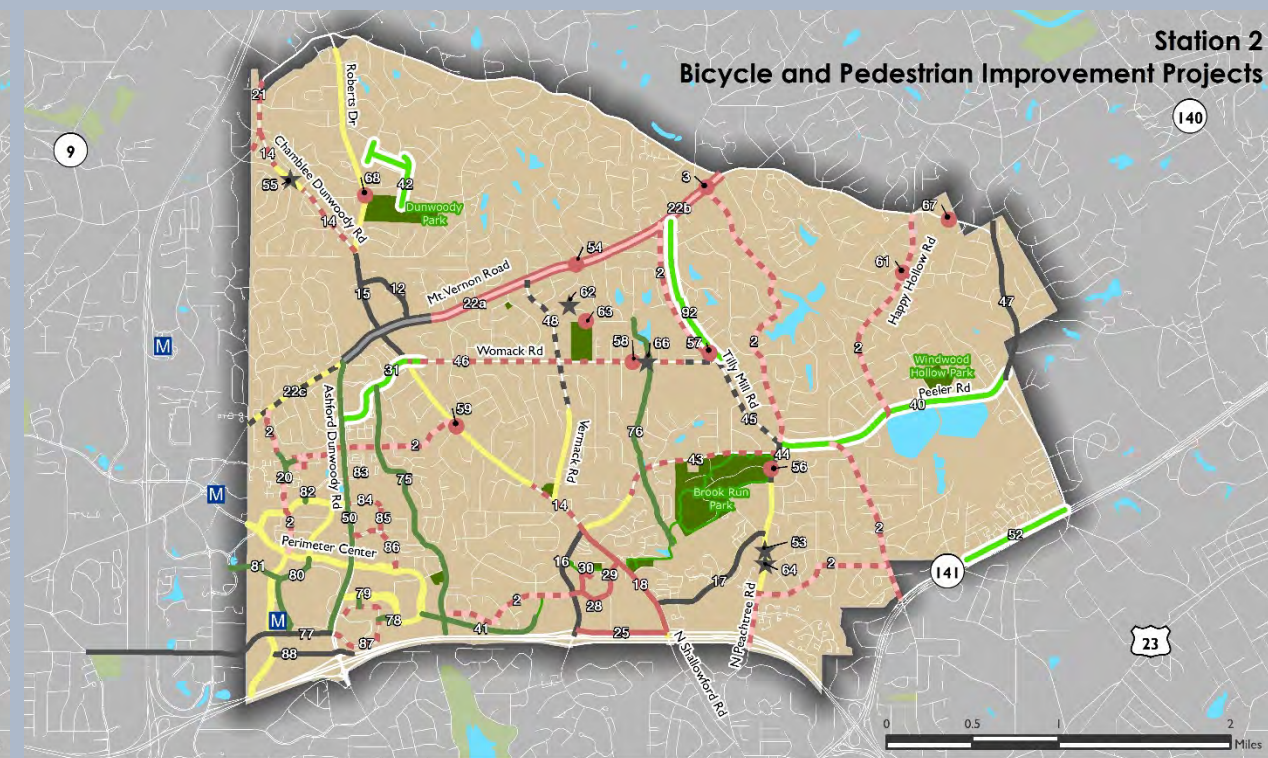 Station 2
Bicycle and Pedestrian Improvement Projects
Roberts Dr
21
140
9
14
Chamblee Dunwoody Rd
55
68
42
3
Dunwoody
Park
22b
67
14
54
61
Happy Hollow Rd
2
Mt. Vernon Road
15
12
62
22a
92
47
48
63
Womack Rd
46
58
66
57
Tilly Mill Rd
2
2
31
Windwood
Hollow Park
Peeler Rd
22c
40
Ashford Dunwoody Rd
59
45
2
Vermack Rd
76
2
44
43
20
83
75
56
82
84
Brook Run
Park
50
85
14
2
2
86
Perimeter Center
53
52
81
80
16
30
29
18
17
64
2
141
79
28
2
N Peachtree Rd
M
M
M
78
41
77
87
25
88
N Shallowford Rd
23
0
0.5
1
2
Miles